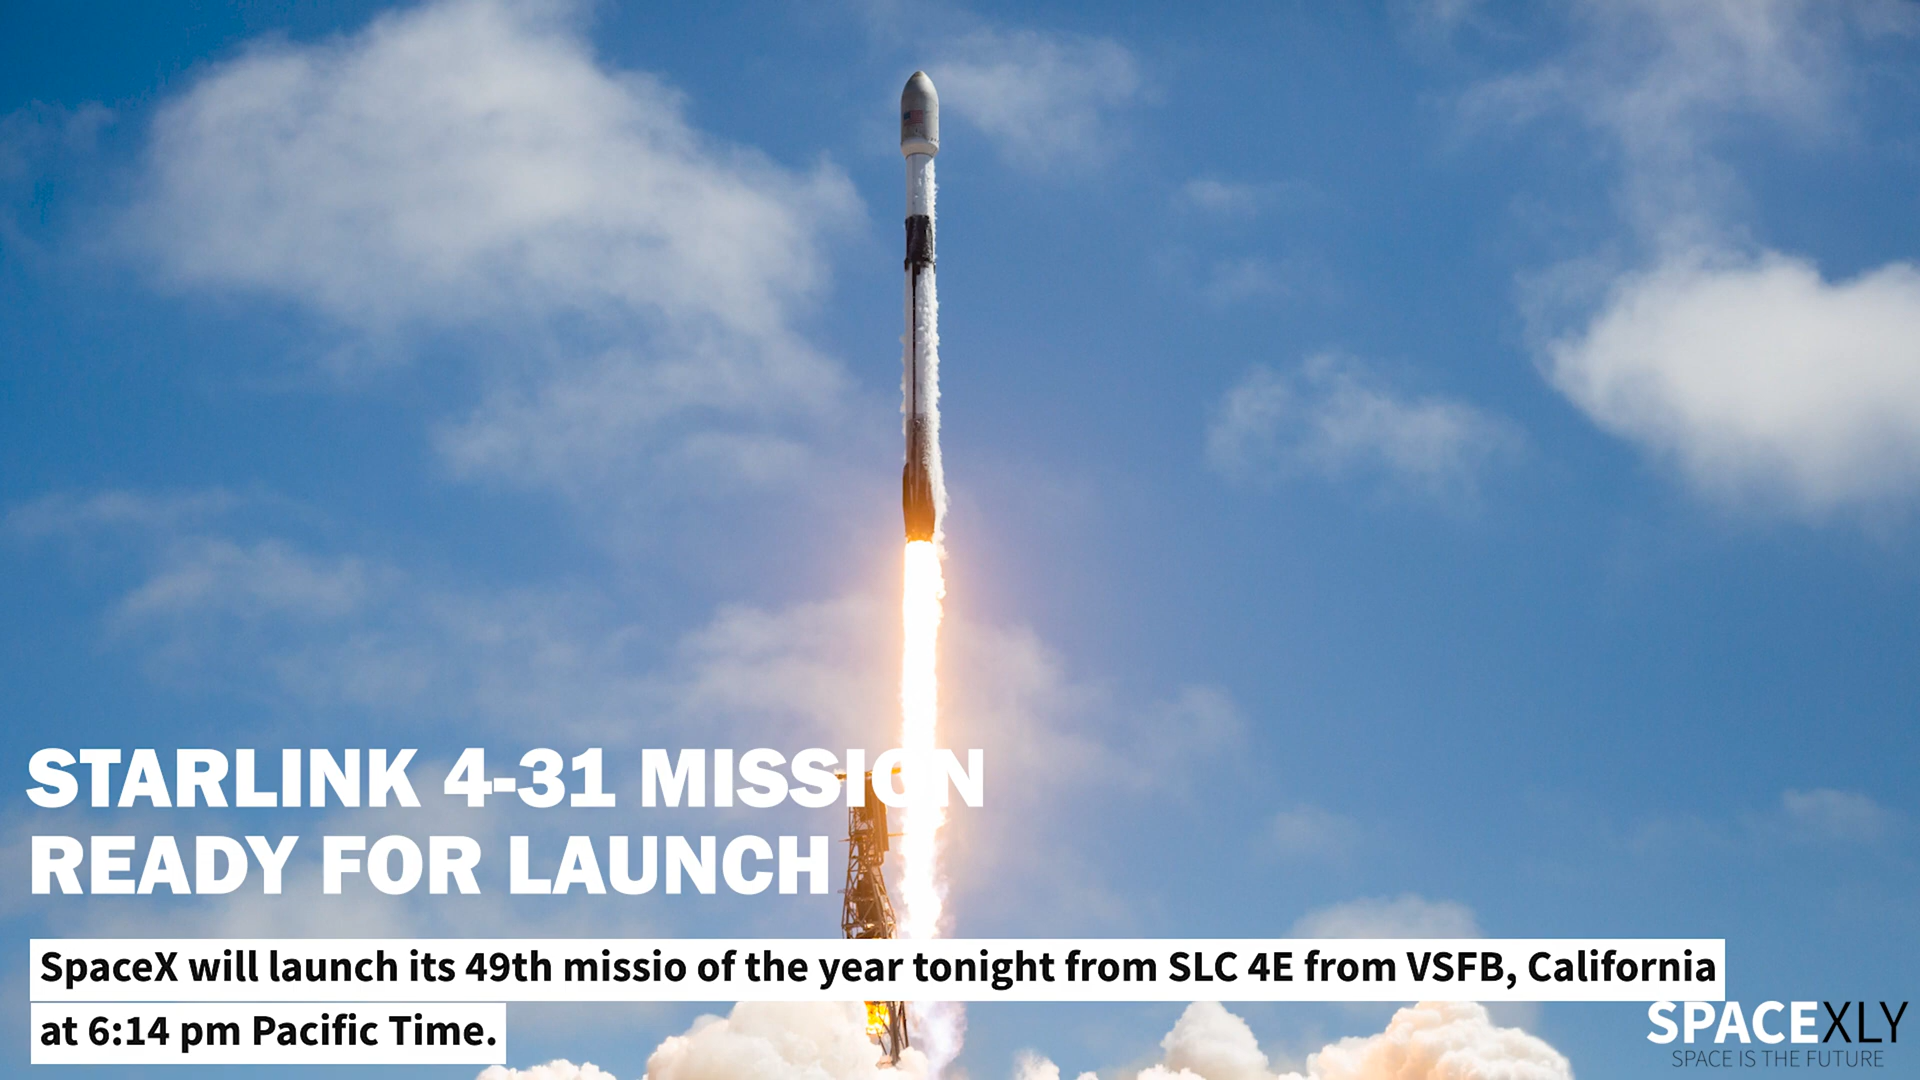 STARLINK 4-31 MISSION
READY FOR LAUNCH
SpaceX will launch its 49th missio of the year tonight from SLC 4E from VSFB, California
at 6:14 pm Pacific Time.
SPACEXLY
SPACE IS THE FUTURE